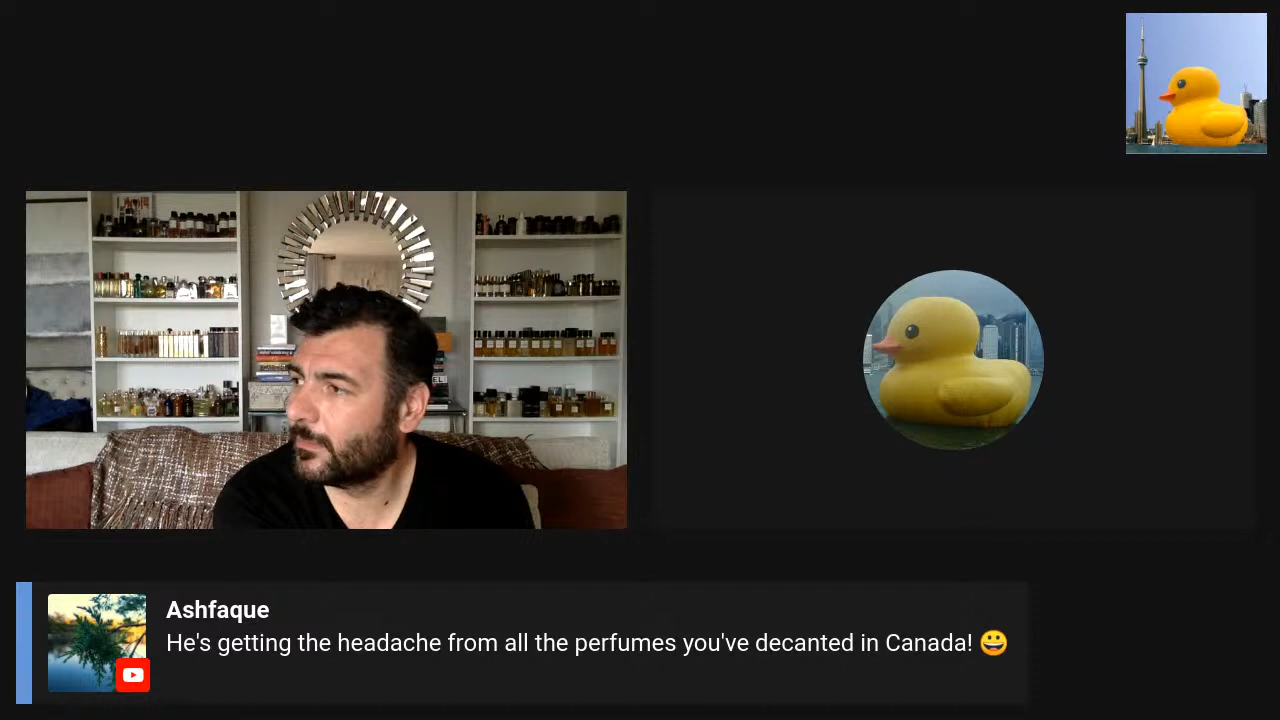 Ashfaque
He's getting the headache from all the perfumes you've decanted in Canada! 😀